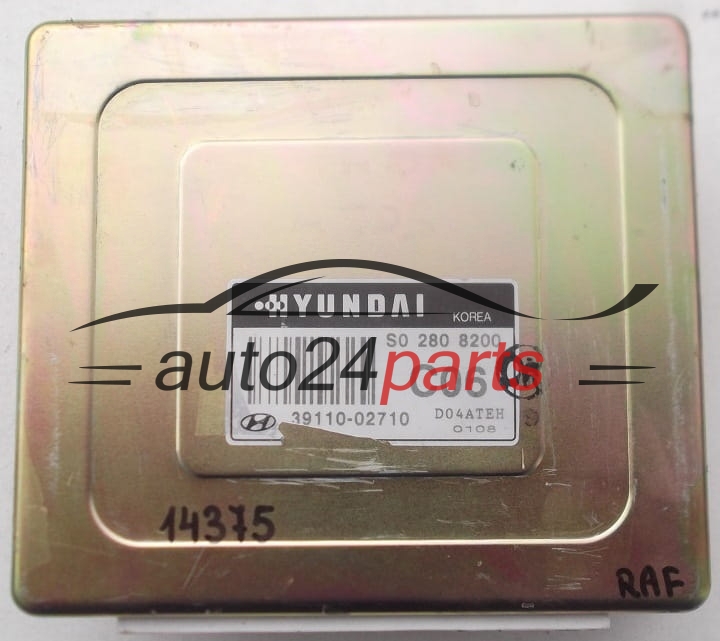 HYUNDAI
KOREA
S0 280 8200
auto24parts
39110-02710
D04ATEH
0108
14375
RAF